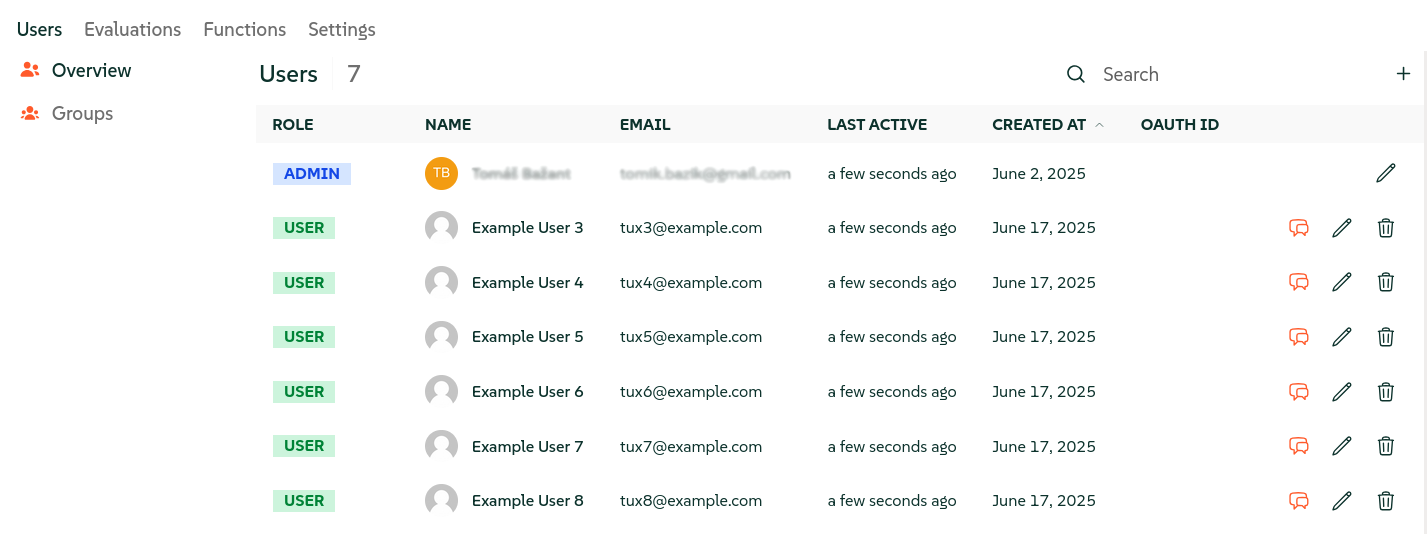 Users Evaluations Functions Settings
Overview
Groups
Users 7 Search +
ROLE NAME EMAIL LAST ACTIVE CREATED AT OAUTH ID
ADMIN TB a few seconds ago June 2, 2025
USER Example User 3 tux3@example.com a few seconds ago June 17, 2025
USER Example User 4 tux4@example.com a few seconds ago June 17, 2025
USER Example User 5 tux5@example.com a few seconds ago June 17, 2025
USER Example User 6 tux6@example.com a few seconds ago June 17, 2025
USER Example User 7 tux7@example.com a few seconds ago June 17, 2025
USER Example User 8 tux8@example.com a few seconds ago June 17, 2025